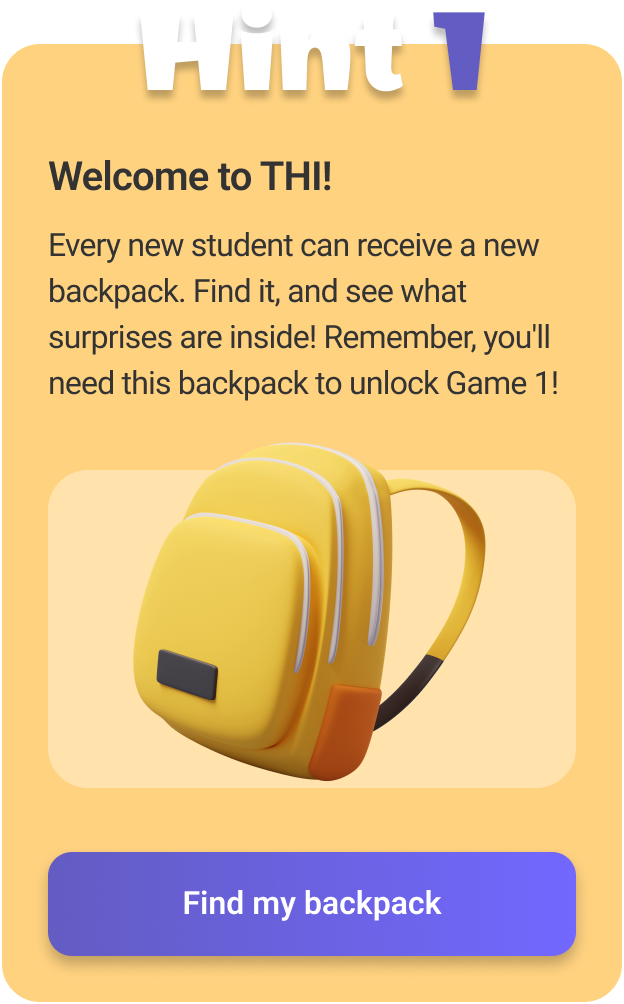 Hint 1
Welcome to THI!
Every new student can receive a new
backpack. Find it, and see what
surprises are inside! Remember, you'll
need this backpack to unlock Game 1!
Find my backpack